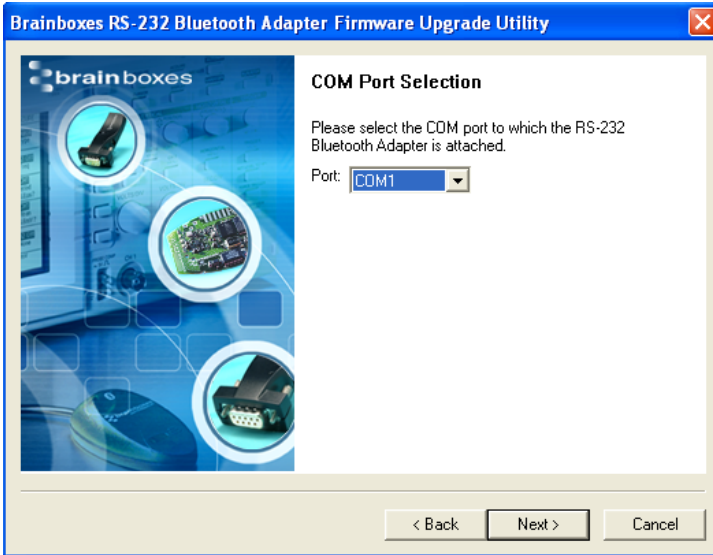 Brainboxes RS-232 Bluetooth Adapter Firmware Upgrade Utility
brainboxes
COM Port Selection
Please select the COM port to which the RS-232
Bluetooth Adapter is attached.
Port: COM1
< Back Next > Cancel